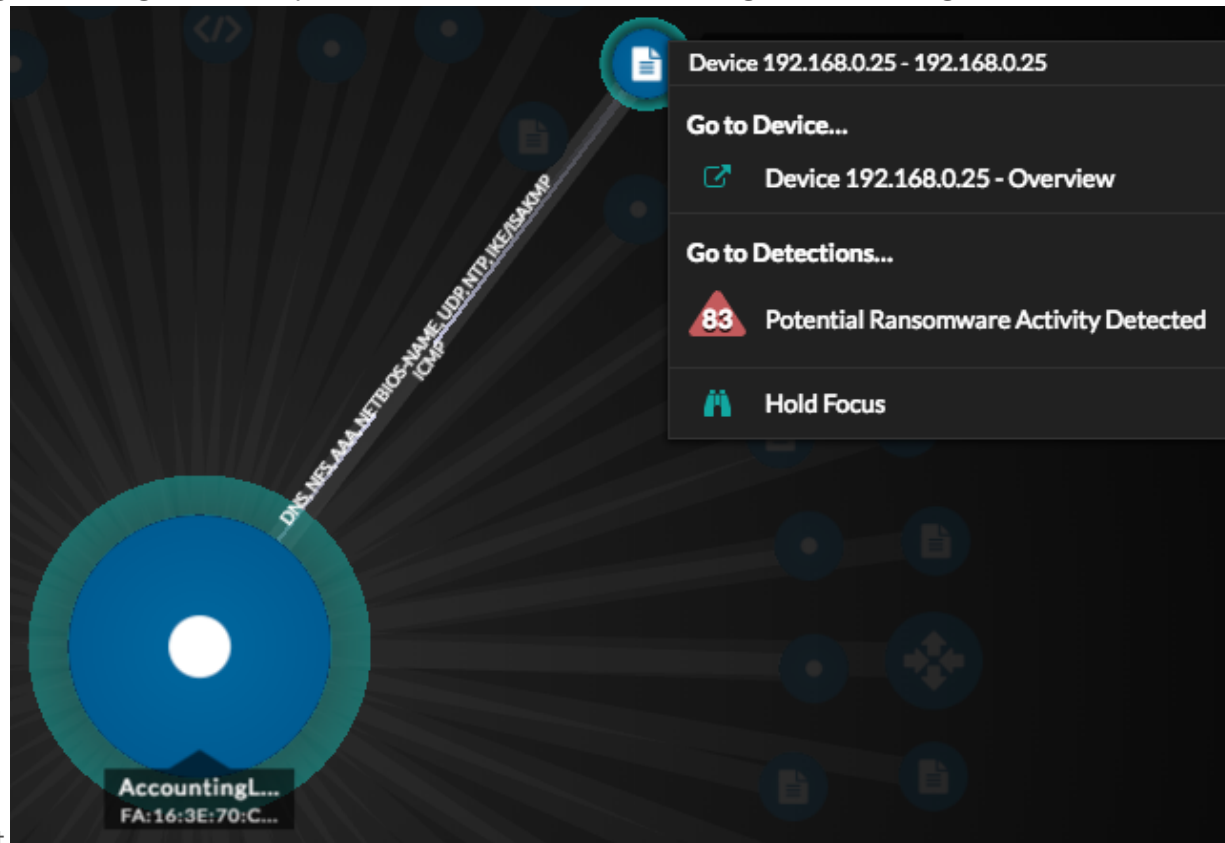 </>
Device 192.168.0.25 - 192.168.0.25
Go to Device...
Device 192.168.0.25 - Overview
Go to Detections...
83 Potential Ransomware Activity Detected
Hold Focus
DNS, NFS, AAA, NETBIOS-NAME, UDP, NTP, IKE/ISAKMP
ICMP
AccountingL...
FA:16:3E:70:C...